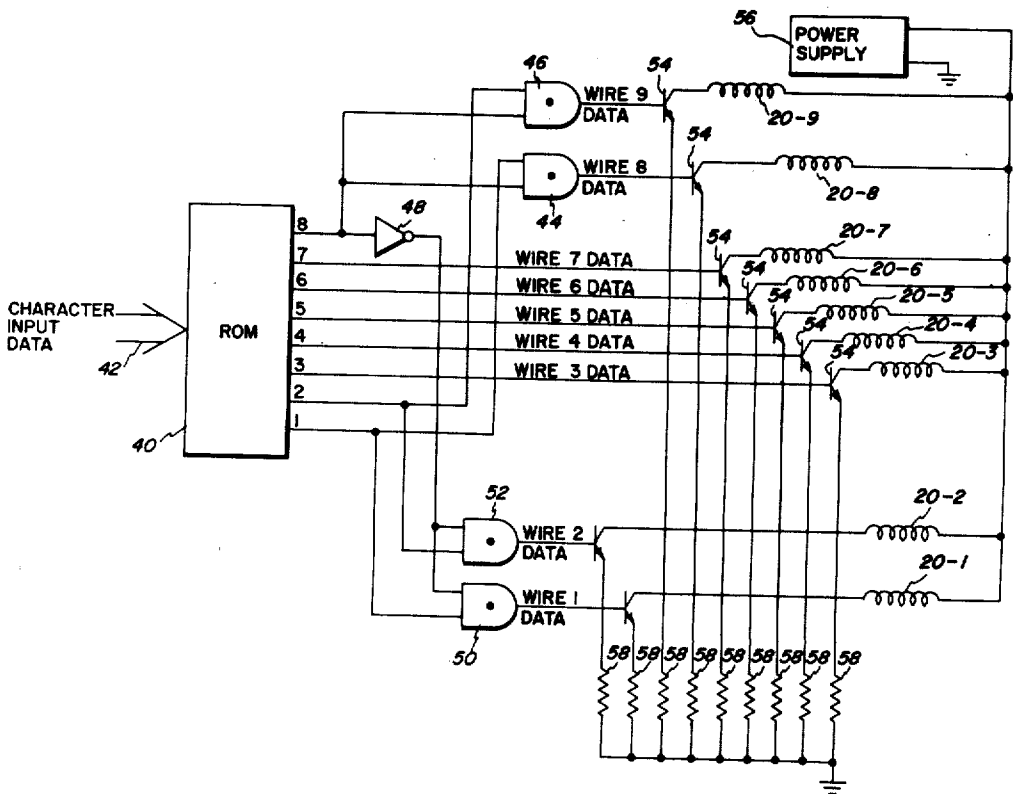 56
POWER
SUPPLY
46
54
WIRE 9
DATA
20-9
54
WIRE 8
DATA
44
20-8
8
48
7
WIRE 7 DATA
54
20-7
6
WIRE 6 DATA
54
20-6
CHARACTER
INPUT
DATA
42
ROM
5
WIRE 5 DATA
54
20-5
4
WIRE 4 DATA
54
20-4
3
WIRE 3 DATA
54
20-3
2
1
40
52
WIRE 2
DATA
20-2
50
WIRE 1
DATA
20-1
58 58 58 58 58 58 58 58 58